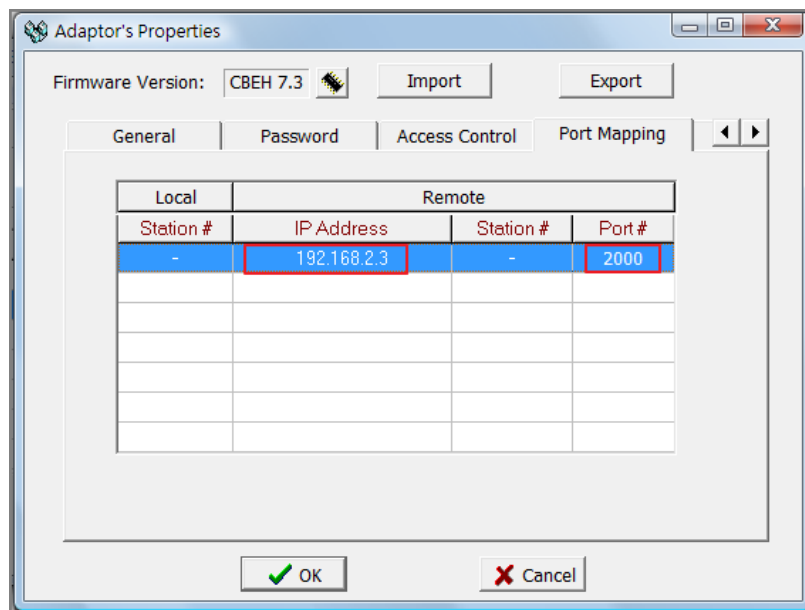 Adaptor's Properties
Firmware Version: CBEH 7.3 Import Export
General Password Access Control Port Mapping
Local Remote
Station # IP Address Station # Port #
- 192.168.2.3 - 2000
OK Cancel